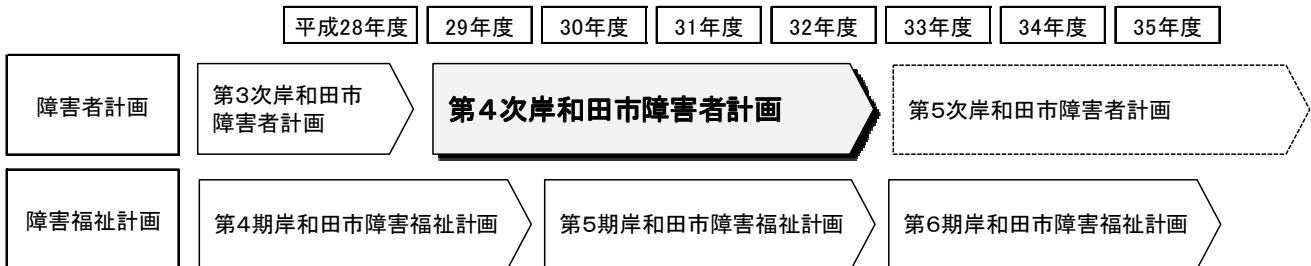 平成28年度 29年度 30年度 31年度 32年度 33年度 34年度 35年度
障害者計画
第3次岸和田市
障害者計画
第4次岸和田市障害者計画
第5次岸和田市障害者計画
障害福祉計画
第4期岸和田市障害福祉計画
第5期岸和田市障害福祉計画
第6期岸和田市障害福祉計画